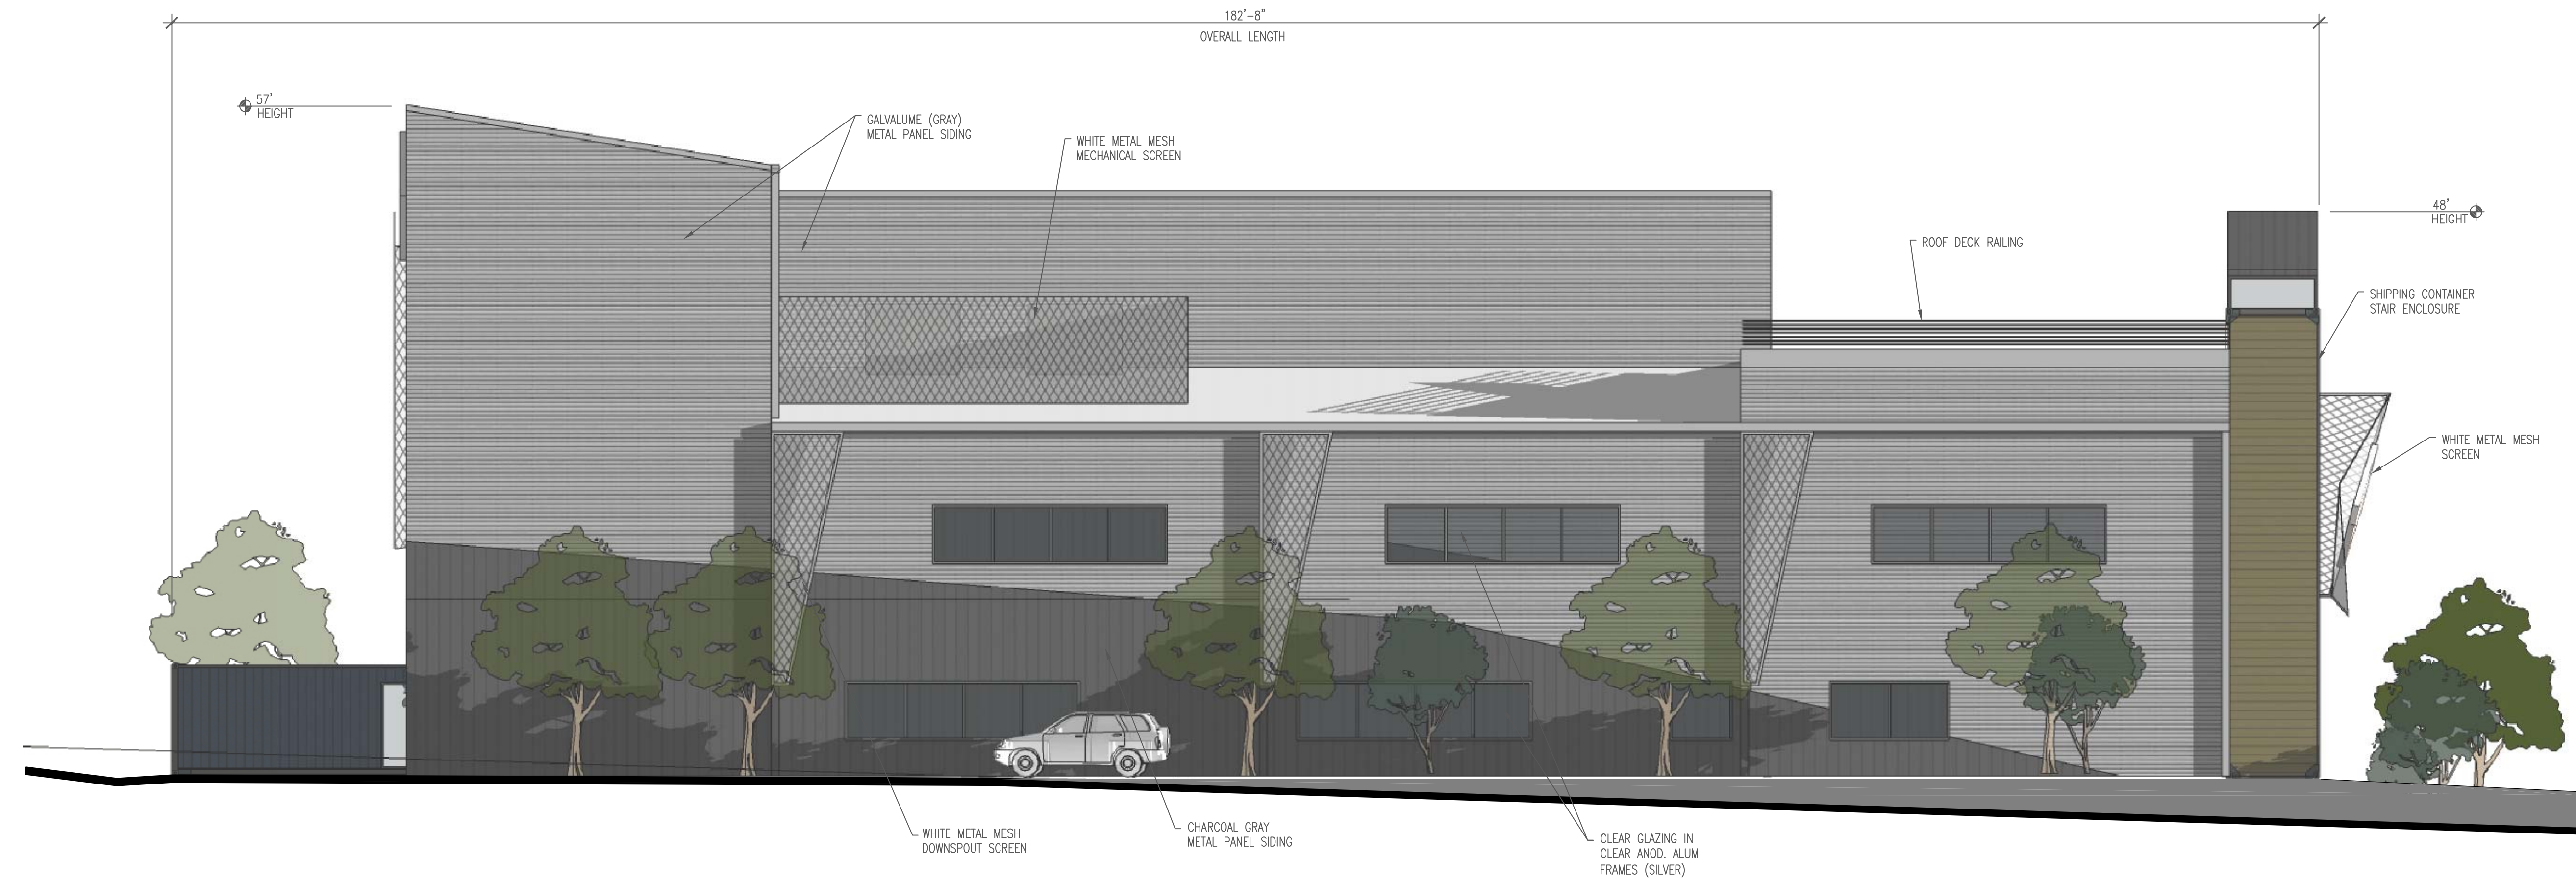 182'-8"
OVERALL LENGTH
57'
HEIGHT
GALVALUME (GRAY)
METAL PANEL SIDING
WHITE METAL MESH
MECHANICAL SCREEN
48'
HEIGHT
ROOF DECK RAILING
SHIPPING CONTAINER
STAIR ENCLOSURE
WHITE METAL MESH
SCREEN
WHITE METAL MESH
DOWNSPOUT SCREEN
CHARCOAL GRAY
METAL PANEL SIDING
CLEAR GLAZING IN
CLEAR ANOD. ALUM
FRAMES (SILVER)